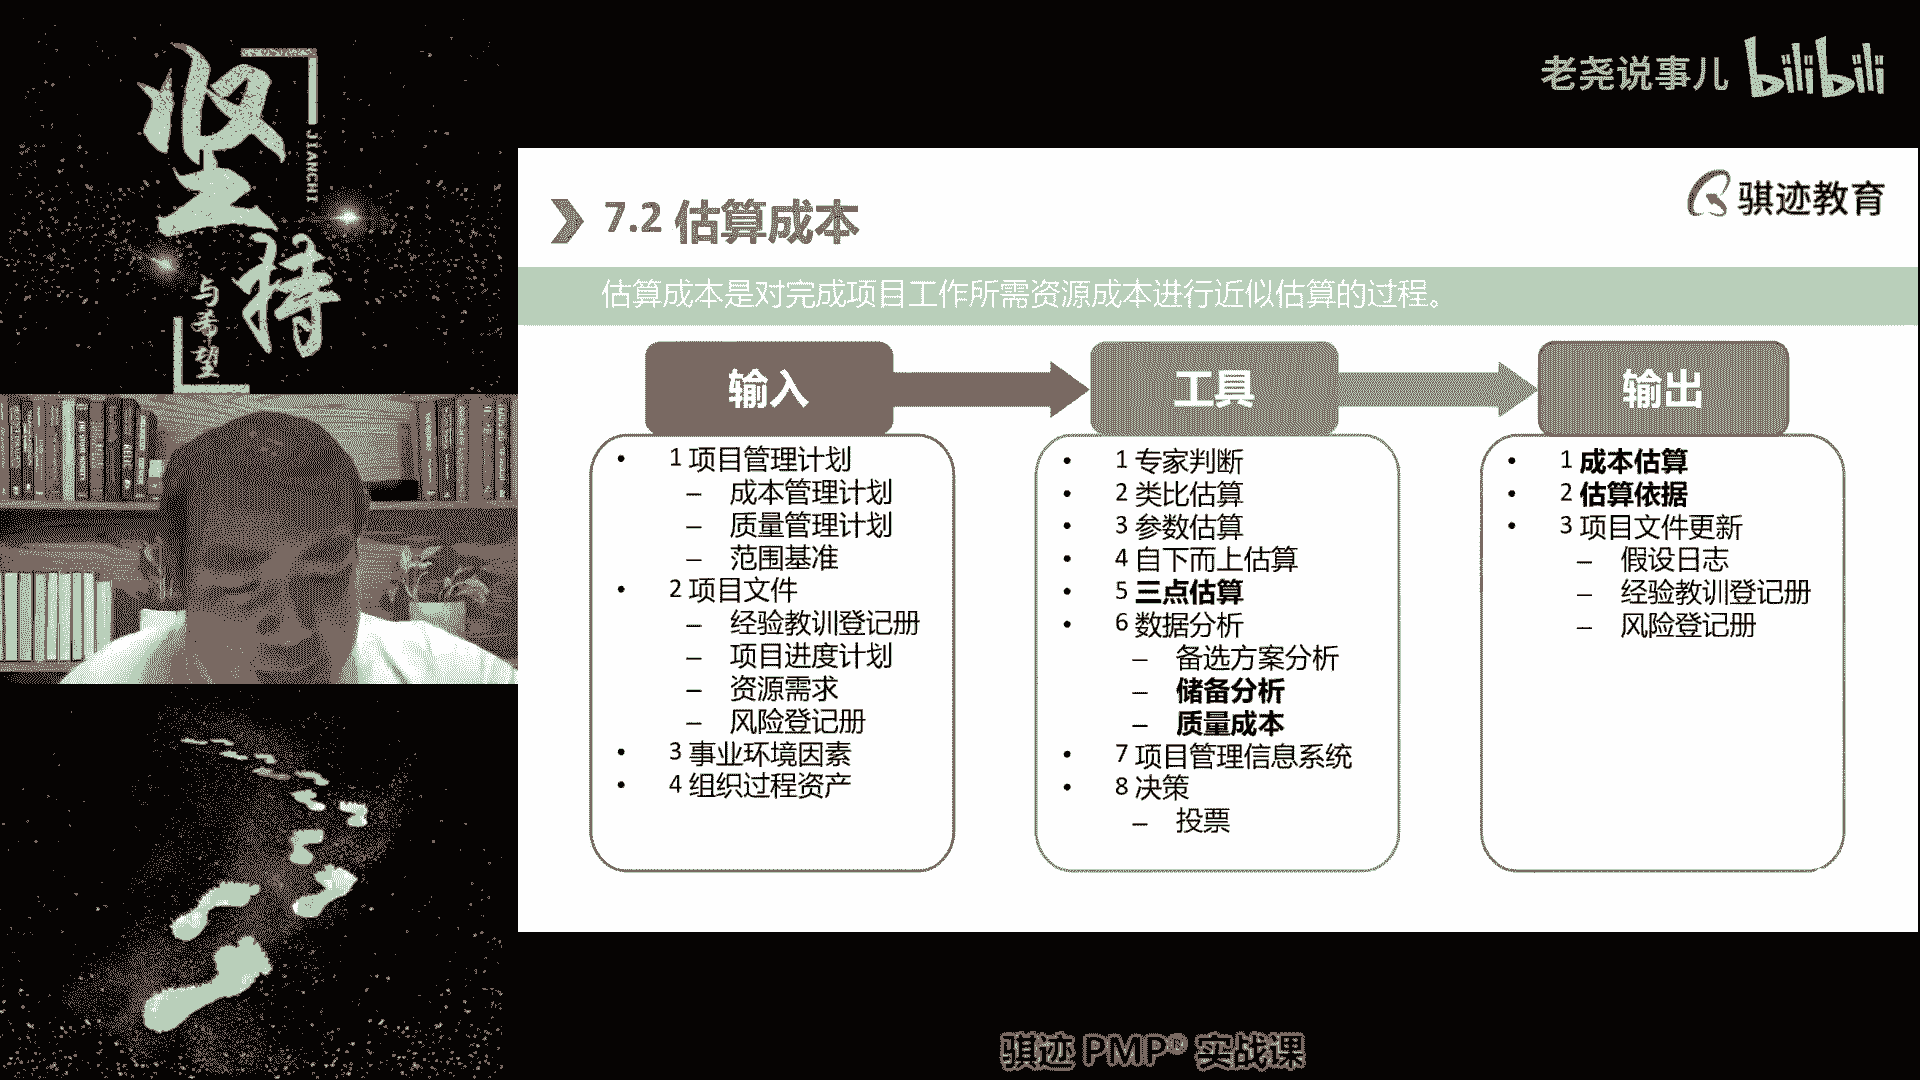 坚持
JIANCHI
与希望
老尧说事儿 bilibili
骐迹教育
7.2 估算成本
估算成本是对完成项目工作所需资源成本进行近似估算的过程。
输入
1 项目管理计划
– 成本管理计划
– 质量管理计划
– 范围基准
2 项目文件
– 经验教训登记册
– 项目进度计划
– 资源需求
– 风险登记册
3 事业环境因素
4 组织过程资产
工具
1 专家判断
2 类比估算
3 参数估算
4 自下而上估算
5 三点估算
6 数据分析
– 备选方案分析
– 储备分析
– 质量成本
7 项目管理信息系统
8 决策
– 投票
输出
1 成本估算
2 估算依据
3 项目文件更新
– 假设日志
– 经验教训登记册
– 风险登记册
骐迹 PMP® 实战课